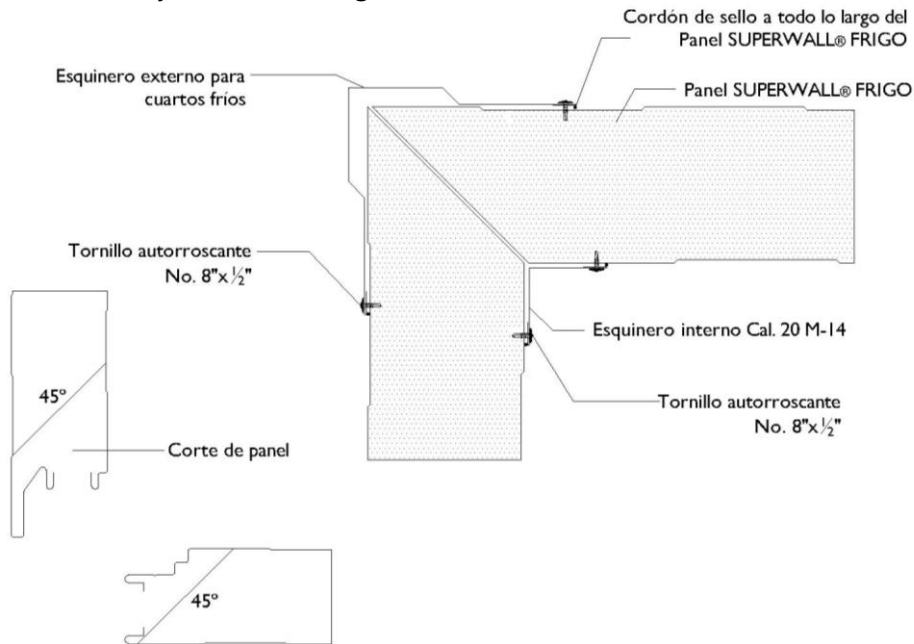 Cordón de sello a todo lo largo del
Panel SUPERWALL® FRIGO
Esquinero externo para
cuartos fríos
Panel SUPERWALL® FRIGO
Tornillo autorroscante
No. 8"x½"
Esquinero interno Cal. 20 M-14
45º
Tornillo autorroscante
No. 8"x½"
Corte de panel
45º